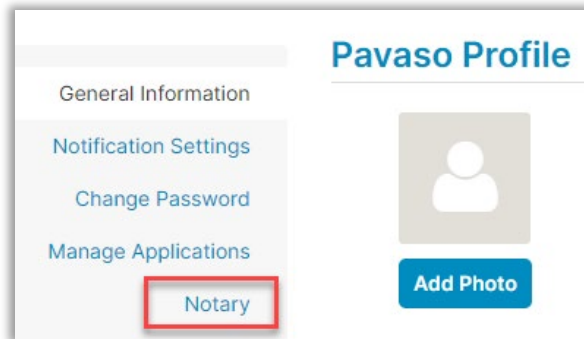 Pavaso Profile
General Information
Notification Settings
Change Password
Manage Applications
Notary
Add Photo